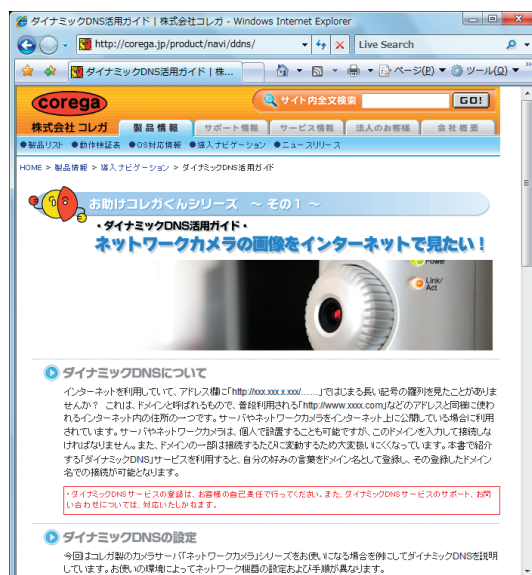 ダイナミックDNS活用ガイド | 株式会社コレガ - Windows Internet Explorer
http://corega.jp/product/navi/ddns/
Live Search
ダイナミックDNS活用ガイド | 株...
ページ(P)
ツール(O)
corega
サイト内全文検索
GO!
株式会社 コレガ
製品情報
サポート情報
サービス情報
法人のお客様
会社概要
●製品リスト ●動作検証表 ●OS対応情報 ●導入ナビゲーション ●ニュースリリース
HOME > 製品情報 > 導入ナビゲーション > ダイナミックDNS活用ガイド
お助けコレガくんシリーズ ~ その1 ~
・ダイナミックDNS活用ガイド・
ネットワークカメラの画像をインターネットで見たい!
Power
Link/
Act
ダイナミックDNSについて
インターネットを利用していて、アドレス欄に「http://xxx.xxx.x.xxx/......」ではじまる長い記号の羅列を見たことがありま
せんか? これは、ドメインと呼ばれるもので、普段利用される「http://www.xxxx.com」などのアドレスと同様に使わ
れるインターネット内の住所の一つです。サーバやネットワークカメラをインターネット上に公開している場合に利用
されています。サーバやネットワークカメラは、個人で設置することも可能ですが、このドメインを入力して接続しな
ければなりません。また、ドメインの一部は接続するたびに変動するため大変扱いにくくなっています。本書で紹介
する「ダイナミックDNS」サービスを利用すると、自分の好みの言葉をドメイン名として登録し、その登録したドメイン
名での接続が可能となります。
・ダイナミックDNSサービスの登録は、お客様の自己責任で行ってください。また、ダイナミックDNSサービスのサポート、お問
い合わせについては、対応いたしかねます。
ダイナミックDNSの設定
今回はコレガ製のカメラサーバ「ネットワークカメラ」シリーズをお使いになる場合を例にしてダイナミックDNSを説明
しています。お使いの環境によってネットワーク機器の設定および手順が異なります。